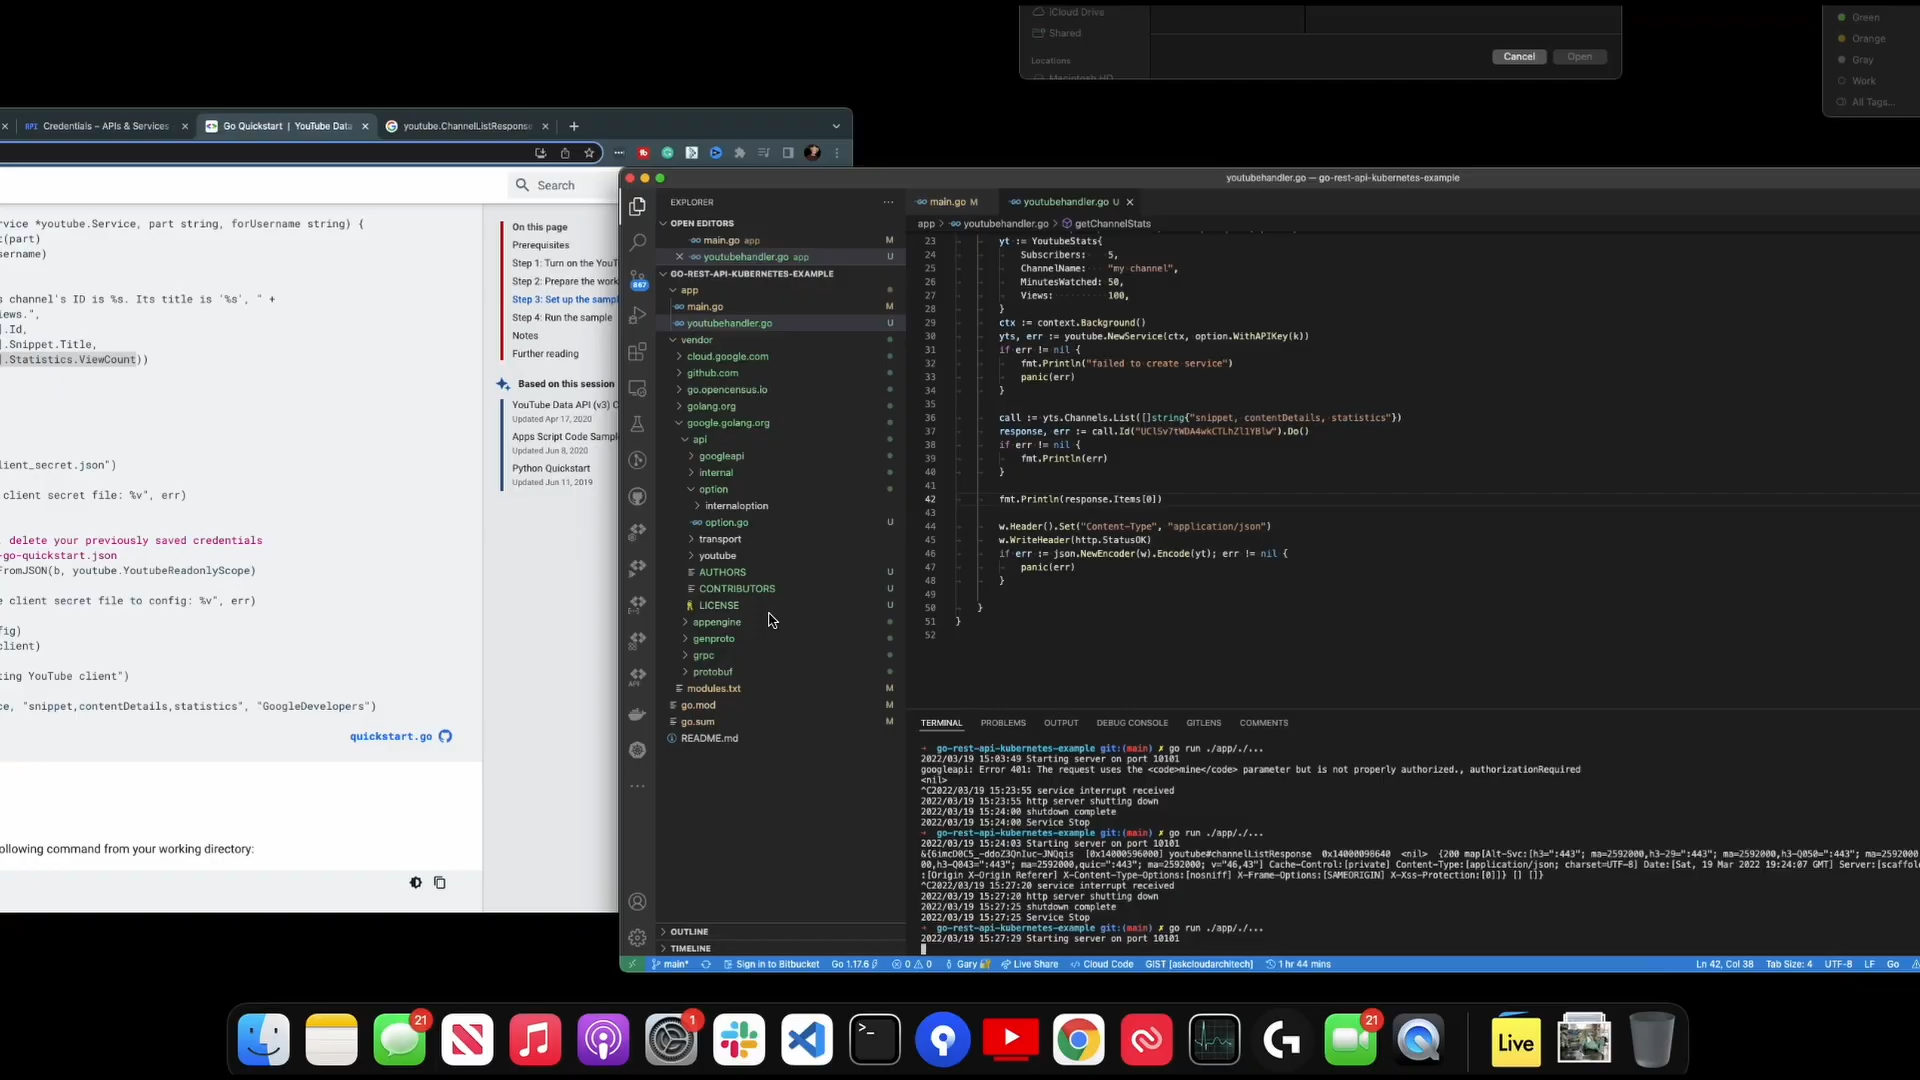 iCloud Drive
Shared
Locations
Macintosh HD
Cancel
Open
Green
Orange
Gray
Work
All Tags...
Credentials – APIs & Services
Go Quickstart | YouTube Data
youtube.ChannelListResponse
Search
rvice *youtube.Service, part string, forUsername string) {
t(part)
sername)
s channel's ID is %s. Its title is '%s', " +
iews.",
].Id,
].Snippet.Title,
].Statistics.ViewCount))
lient_secret.json")
client secret file: %v", err)
, delete your previously saved credentials
-go-quickstart.json
FromJSON(b, youtube.YoutubeReadonlyScope)
e client secret file to config: %v", err)
fig)
client)
ting YouTube client")
ce, "snippet,contentDetails,statistics", "GoogleDevelopers")
quickstart.go
ollowing command from your working directory:
On this page
Prerequisites
Step 1: Turn on the YouT
Step 2: Prepare the work
Step 3: Set up the sampl
Step 4: Run the sample
Notes
Further reading
Based on this session
YouTube Data API (v3) C
Updated Apr 17, 2020
Apps Script Code Sampl
Updated Jun 8, 2020
Python Quickstart
Updated Jun 11, 2019
youtubehandler.go — go-rest-api-kubernetes-example
EXPLORER
OPEN EDITORS
main.go app M
youtubehandler.go app U
GO-REST-API-KUBERNETES-EXAMPLE
app
main.go M
youtubehandler.go U
vendor
cloud.google.com
github.com
go.opencensus.io
golang.org
google.golang.org
api
googleapi
internal
option
internaloption
option.go U
transport
youtube
AUTHORS U
CONTRIBUTORS U
LICENSE U
appengine
genproto
grpc
protobuf
modules.txt M
go.mod M
go.sum M
README.md
OUTLINE
TIMELINE
867
API
main.go M
youtubehandler.go U
app > youtubehandler.go > getChannelStats
23 yt := YoutubeStats{
24 Subscribers: 5,
25 ChannelName: "my channel",
26 MinutesWatched: 50,
27 Views: 100,
28 }
29 ctx := context.Background()
30 yts, err := youtube.NewService(ctx, option.WithAPIKey(k))
31 if err != nil {
32 fmt.Println("failed to create service")
33 panic(err)
34 }
35
36 call := yts.Channels.List([]string{"snippet, contentDetails, statistics"})
37 response, err := call.Id("UClSv7tWDA4wkCTLhZl1YBlw").Do()
38 if err != nil {
39 fmt.Println(err)
40 }
41
42 fmt.Println(response.Items[0])
43
44 w.Header().Set("Content-Type", "application/json")
45 w.WriteHeader(http.StatusOK)
46 if err := json.NewEncoder(w).Encode(yt); err != nil {
47 panic(err)
48 }
49
50 }
51 }
52
TERMINAL PROBLEMS OUTPUT DEBUG CONSOLE GITLENS COMMENTS
→ go-rest-api-kubernetes-example git:(main) ✗ go run ./app/./...
2022/03/19 15:03:49 Starting server on port 10101
googleapi: Error 401: The request uses the <code>mine</code> parameter but is not properly authorized., authorizationRequired
<nil>
^C2022/03/19 15:23:55 service interrupt received
2022/03/19 15:23:55 http server shutting down
2022/03/19 15:24:00 shutdown complete
2022/03/19 15:24:00 Service Stop
→ go-rest-api-kubernetes-example git:(main) ✗ go run ./app/./...
2022/03/19 15:24:03 Starting server on port 10101
&{6imcD0C5_-ddoZ3QnIuc-JNQqis [0x14000596000] youtube#channelListResponse 0x14000098640 <nil> {200 map[Alt-Svc:[h3=":443"; ma=2592000,h3-29=":443"; ma=2592000,h3-Q050=":443"; ma=2592000
00,h3-Q043=":443"; ma=2592000,quic=":443"; ma=2592000; v="46,43"] Cache-Control:[private] Content-Type:[application/json; charset=UTF-8] Date:[Sat, 19 Mar 2022 19:24:07 GMT] Server:[scaffol
:[Origin X-Origin Referer] X-Content-Type-Options:[nosniff] X-Frame-Options:[SAMEORIGIN] X-Xss-Protection:[0]]} [] []}
^C2022/03/19 15:27:20 service interrupt received
2022/03/19 15:27:20 http server shutting down
2022/03/19 15:27:25 shutdown complete
2022/03/19 15:27:25 Service Stop
→ go-rest-api-kubernetes-example git:(main) ✗ go run ./app/./...
2022/03/19 15:27:29 Starting server on port 10101
main* Sign in to Bitbucket Go 1.17.6 0 0 Gary Live Share Cloud Code GIST [askcloudarchitech] 1 hr 44 mins Ln 42, Col 38 Tab Size: 4 UTF-8 LF Go
21
1
21
Live